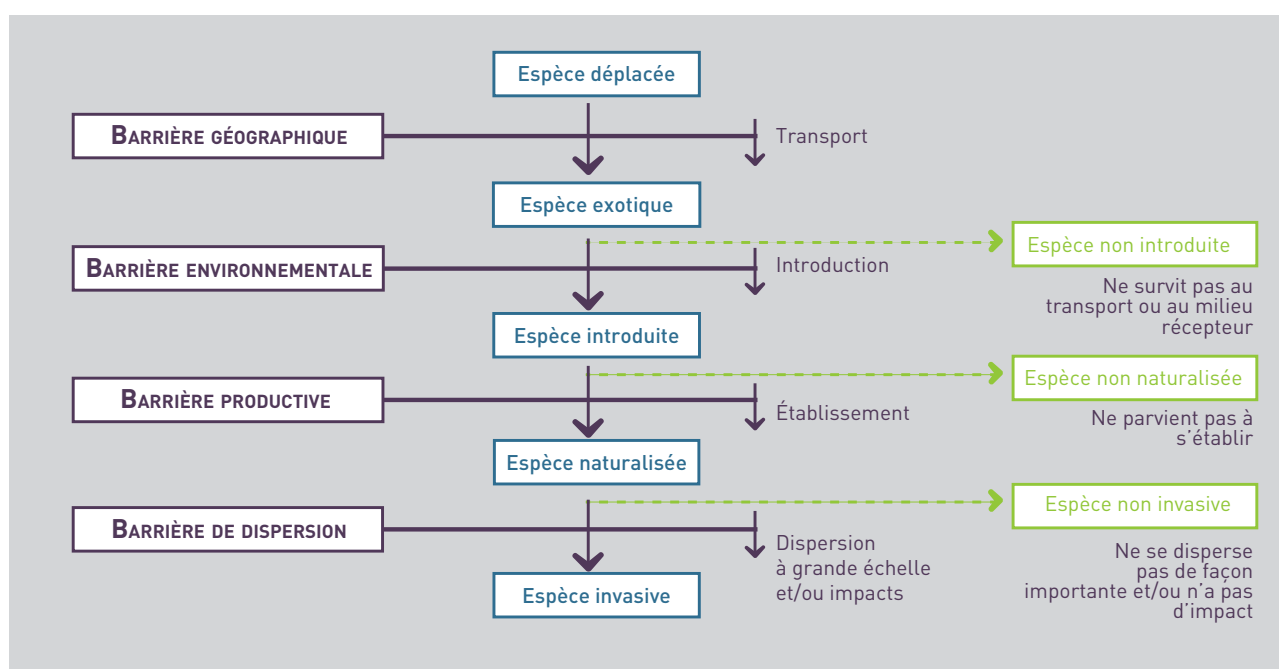 Espèce déplacée
BARRIÈRE GÉOGRAPHIQUE
Transport
Espèce exotique
Espèce non introduite
BARRIÈRE ENVIRONNEMENTALE
Introduction
Ne survit pas au
transport ou au milieu
récepteur
Espèce introduite
Espèce non naturalisée
BARRIÈRE PRODUCTIVE
Établissement
Ne parvient pas à
s'établir
Espèce naturalisée
Espèce non invasive
BARRIÈRE DE DISPERSION
Dispersion
à grande échelle
et/ou impacts
Ne se disperse
pas de façon
importante et/ou n'a pas
d'impact
Espèce invasive